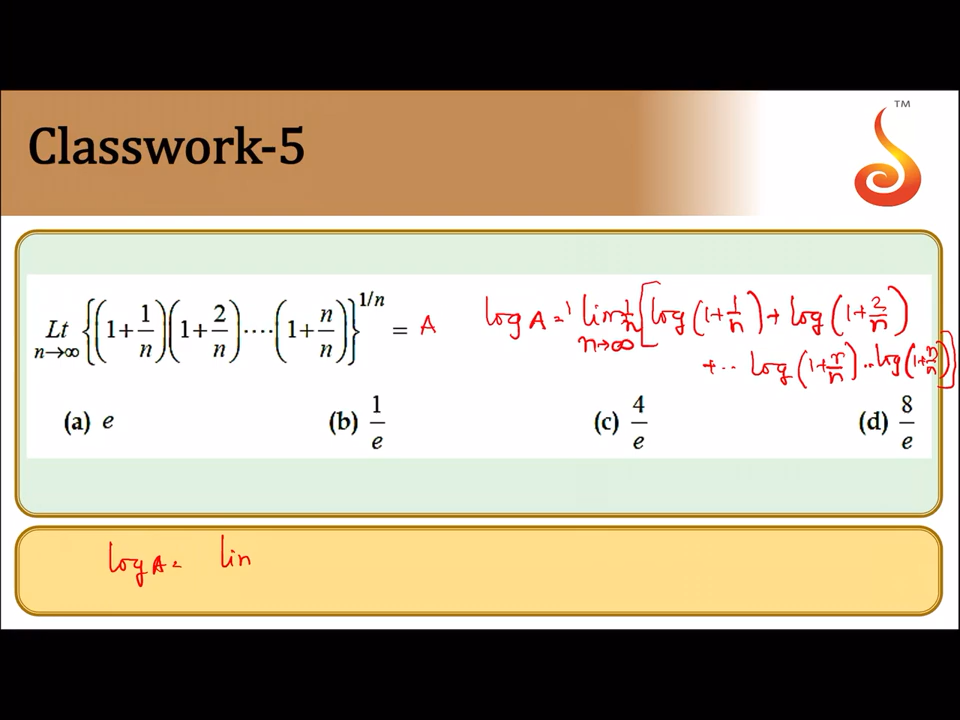 Classwork-5
TM
Lt n→∞ {(1+1/n)(1+2/n)....(1+n/n)}^1/n = A
log A = lim n→∞ 1/n [log(1+1/n) + log(1+2/n)
+.. log(1+r/n)..log(1+n/n)]
(a) e (b) 1/e (c) 4/e (d) 8/e
log A = lin